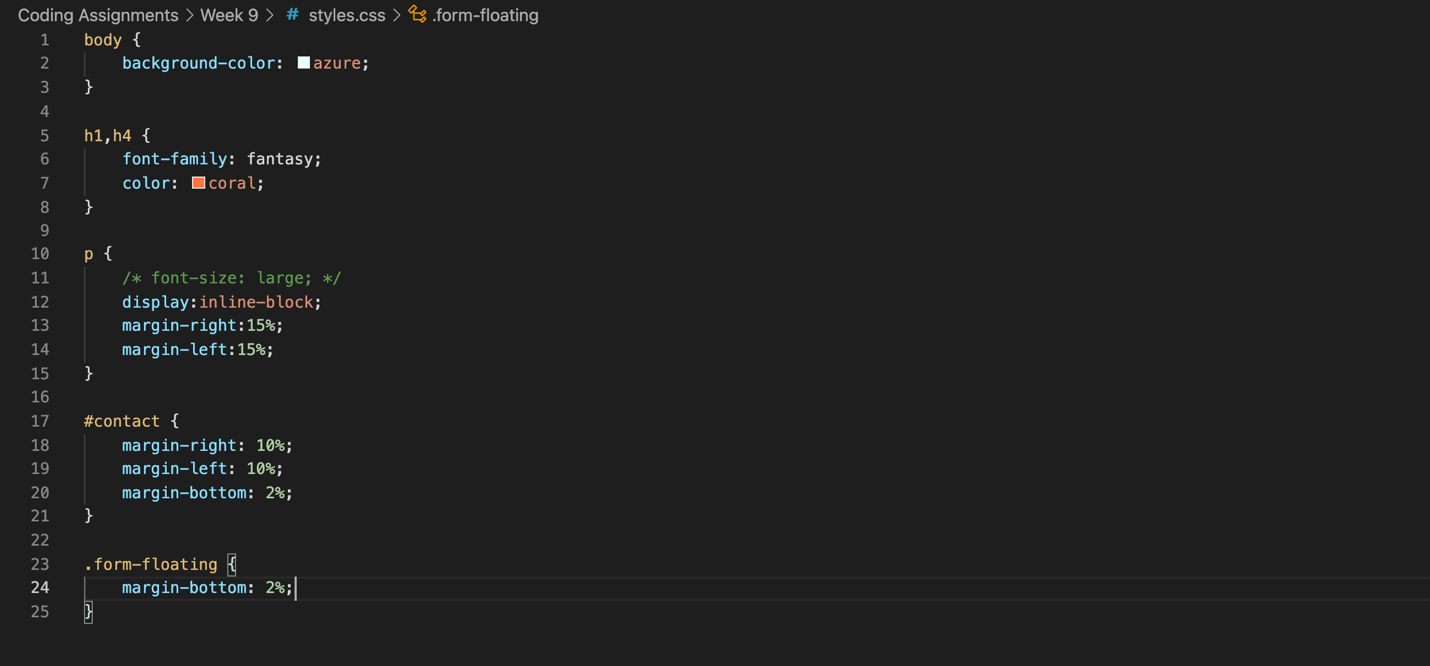 Coding Assignments > Week 9 > # styles.css > .form-floating
1 body {
2     background-color: azure;
3 }
4
5 h1,h4 {
6     font-family: fantasy;
7     color: coral;
8 }
9
10 p {
11     /* font-size: large; */
12     display:inline-block;
13     margin-right:15%;
14     margin-left:15%;
15 }
16
17 #contact {
18     margin-right: 10%;
19     margin-left: 10%;
20     margin-bottom: 2%;
21 }
22
23 .form-floating {
24     margin-bottom: 2%;
25 }